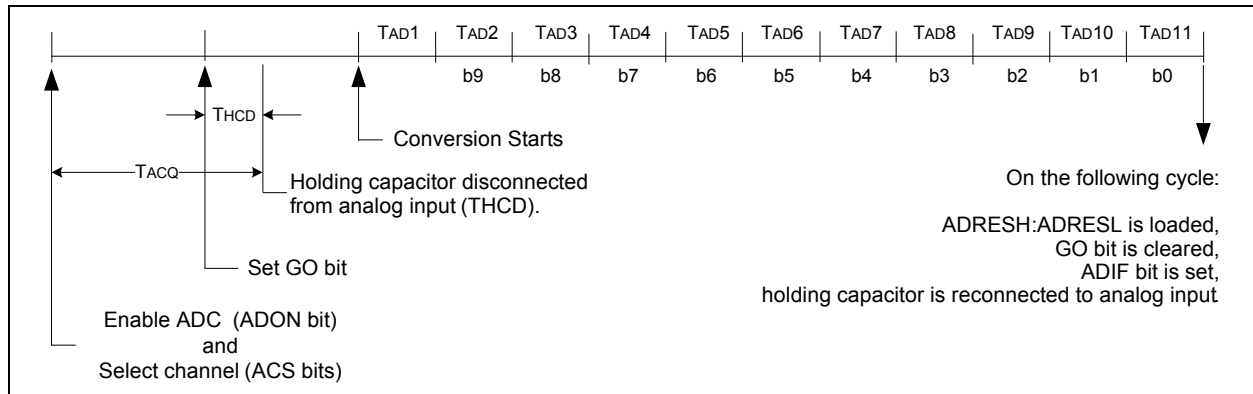 TAD1 TAD2 TAD3 TAD4 TAD5 TAD6 TAD7 TAD8 TAD9 TAD10 TAD11
b9 b8 b7 b6 b5 b4 b3 b2 b1 b0
THCD
Conversion Starts
TACQ
Holding capacitor disconnected
from analog input (THCD).
On the following cycle:
ADRESH:ADRESL is loaded,
GO bit is cleared,
ADIF bit is set,
holding capacitor is reconnected to analog input
Set GO bit
Enable ADC (ADON bit)
and
Select channel (ACS bits)